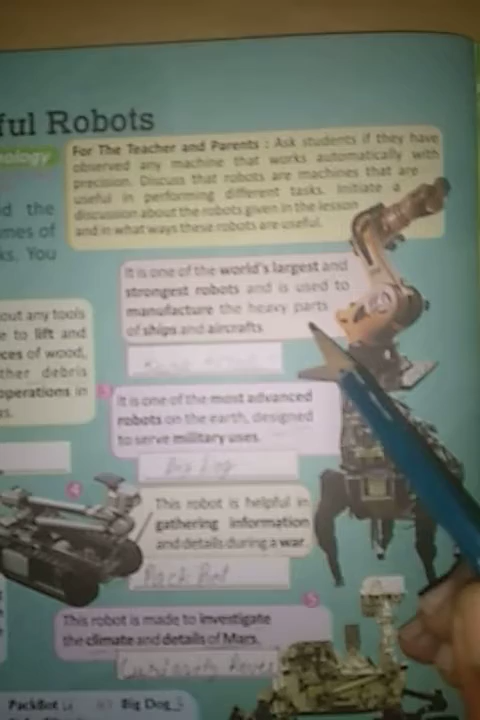 ful Robots
nology
For The Teacher and Parents : Ask students if they have
observed any machine that works automatically with
precision. Discuss that robots are machines that are
useful in performing different tasks. Initiate a
discussion about the robots given in the lesson
and in what ways these robots are useful.
d the
mes of
ks. You
It is one of the world's largest and
strongest robots and is used to
manufacture the heavy parts
of ships and aircrafts
out any tools
e to lift and
ces of wood,
ther debris
operations in
s.
3
It is one of the most advanced
robots on the earth, designed
to serve military uses.
Big Dog
4
This robot is helpful in
gathering information
and details during a war.
Pack Bot
5
This robot is made to investigate
the climate and details of Mars.
Curiosity Rover
PackBot
Big Dog